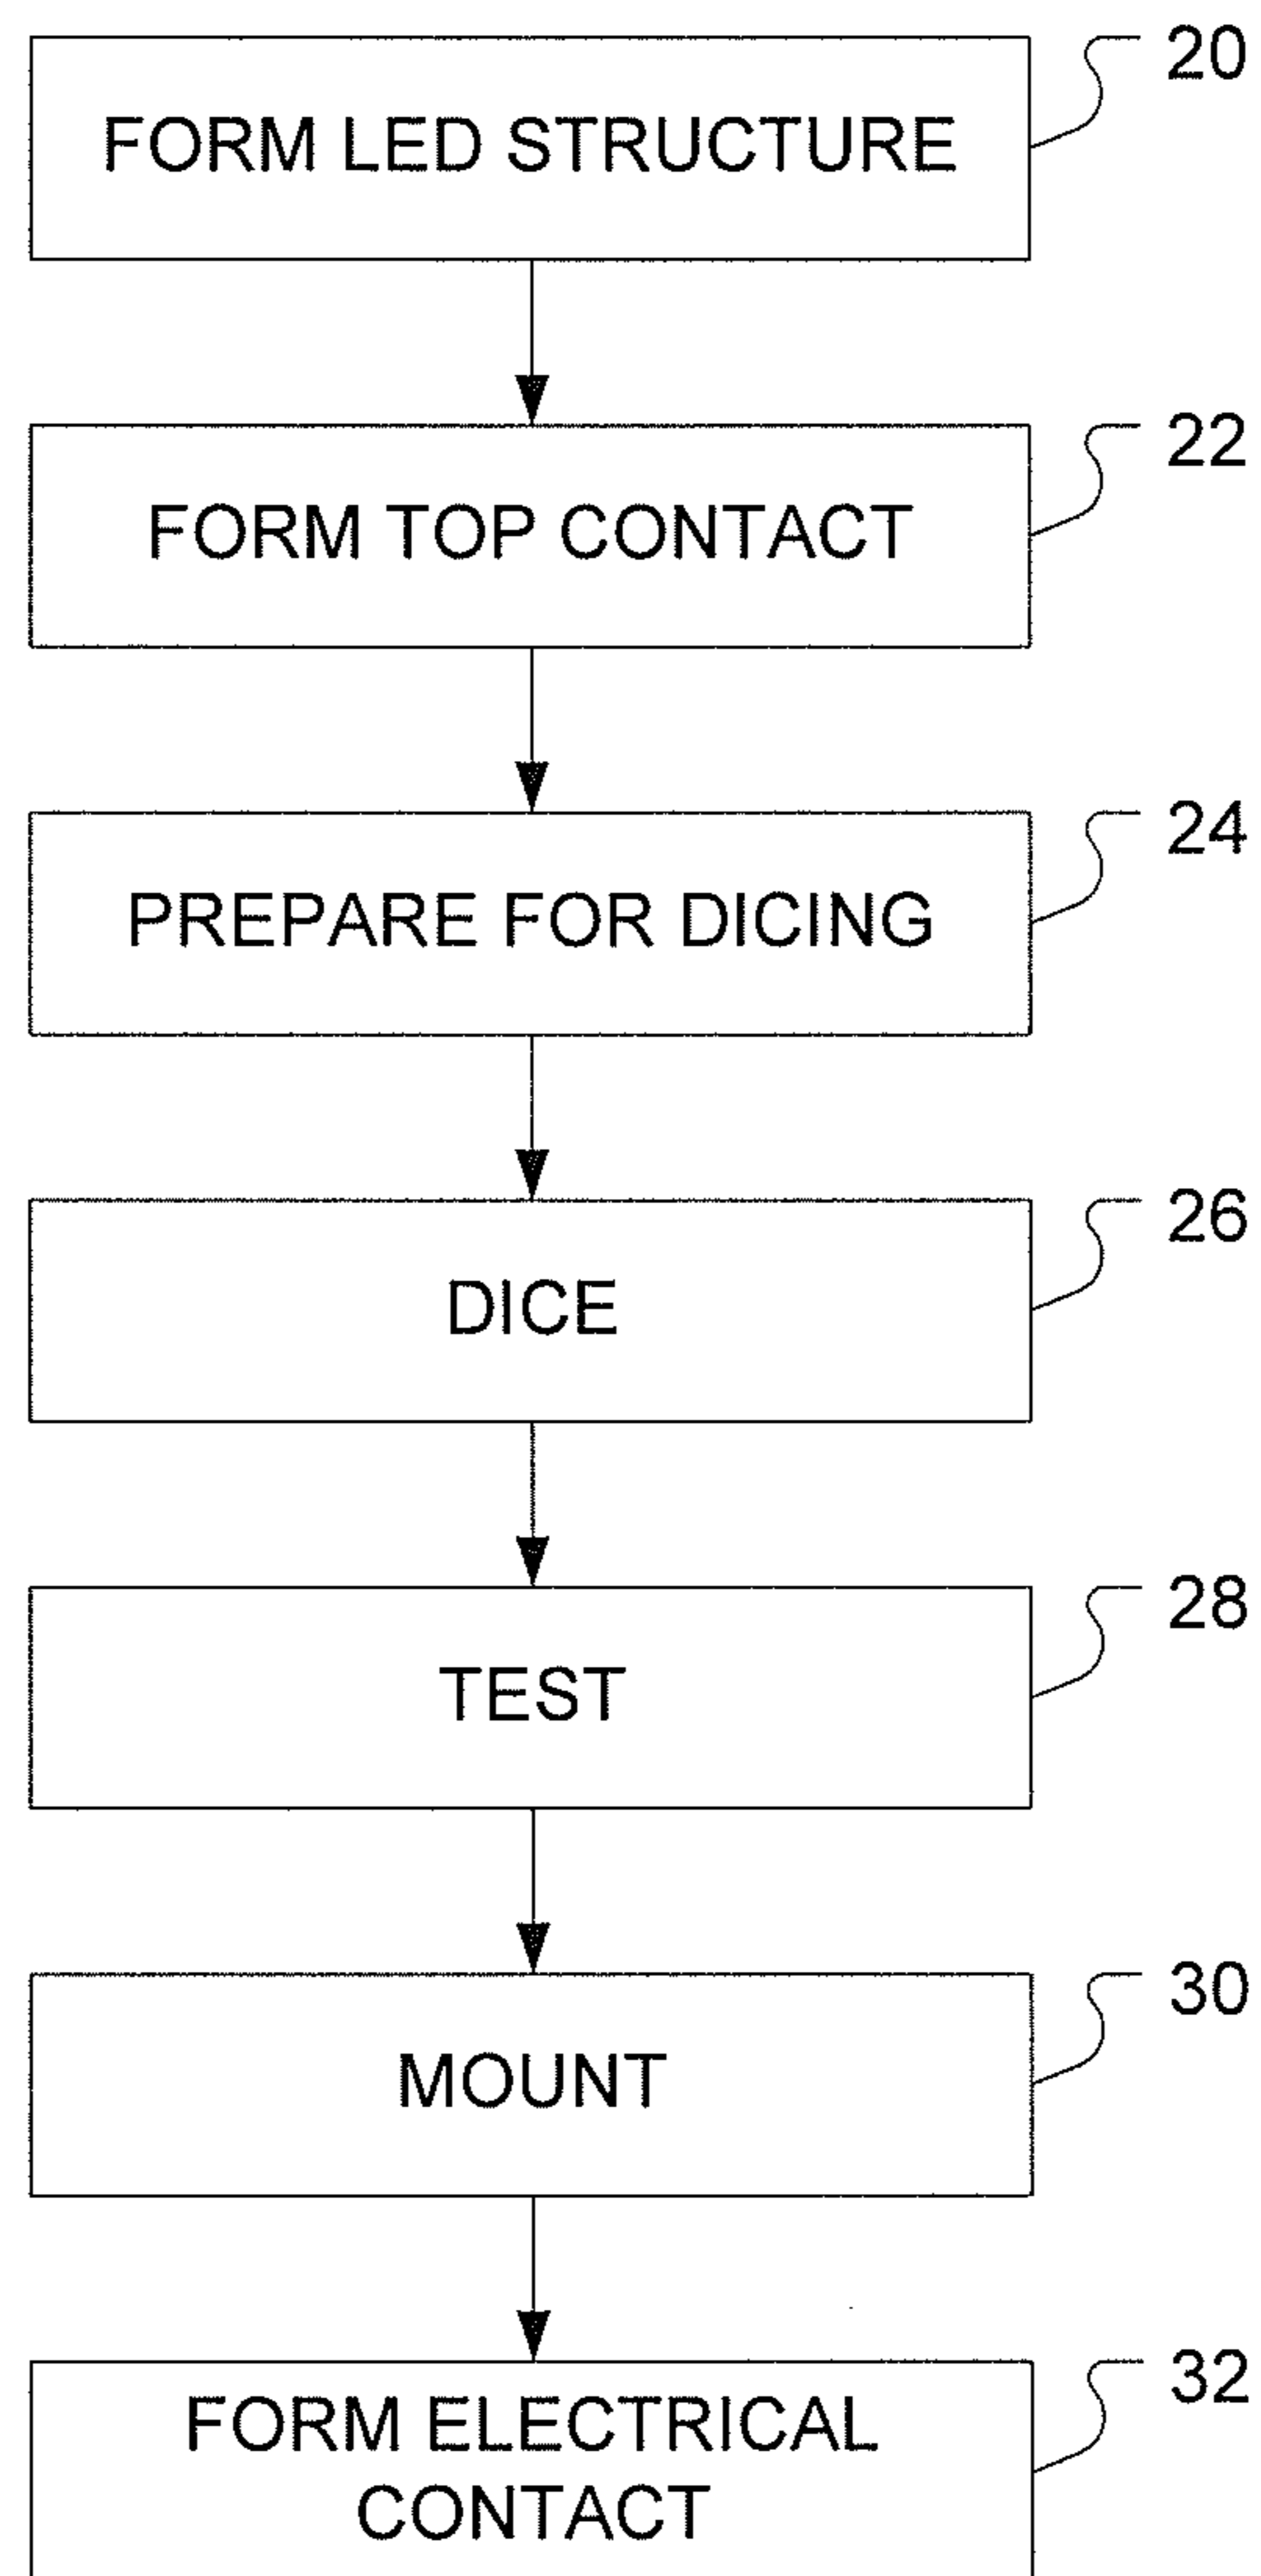 20
FORM LED STRUCTURE
22
FORM TOP CONTACT
24
PREPARE FOR DICING
26
DICE
28
TEST
30
MOUNT
32
FORM ELECTRICAL
CONTACT